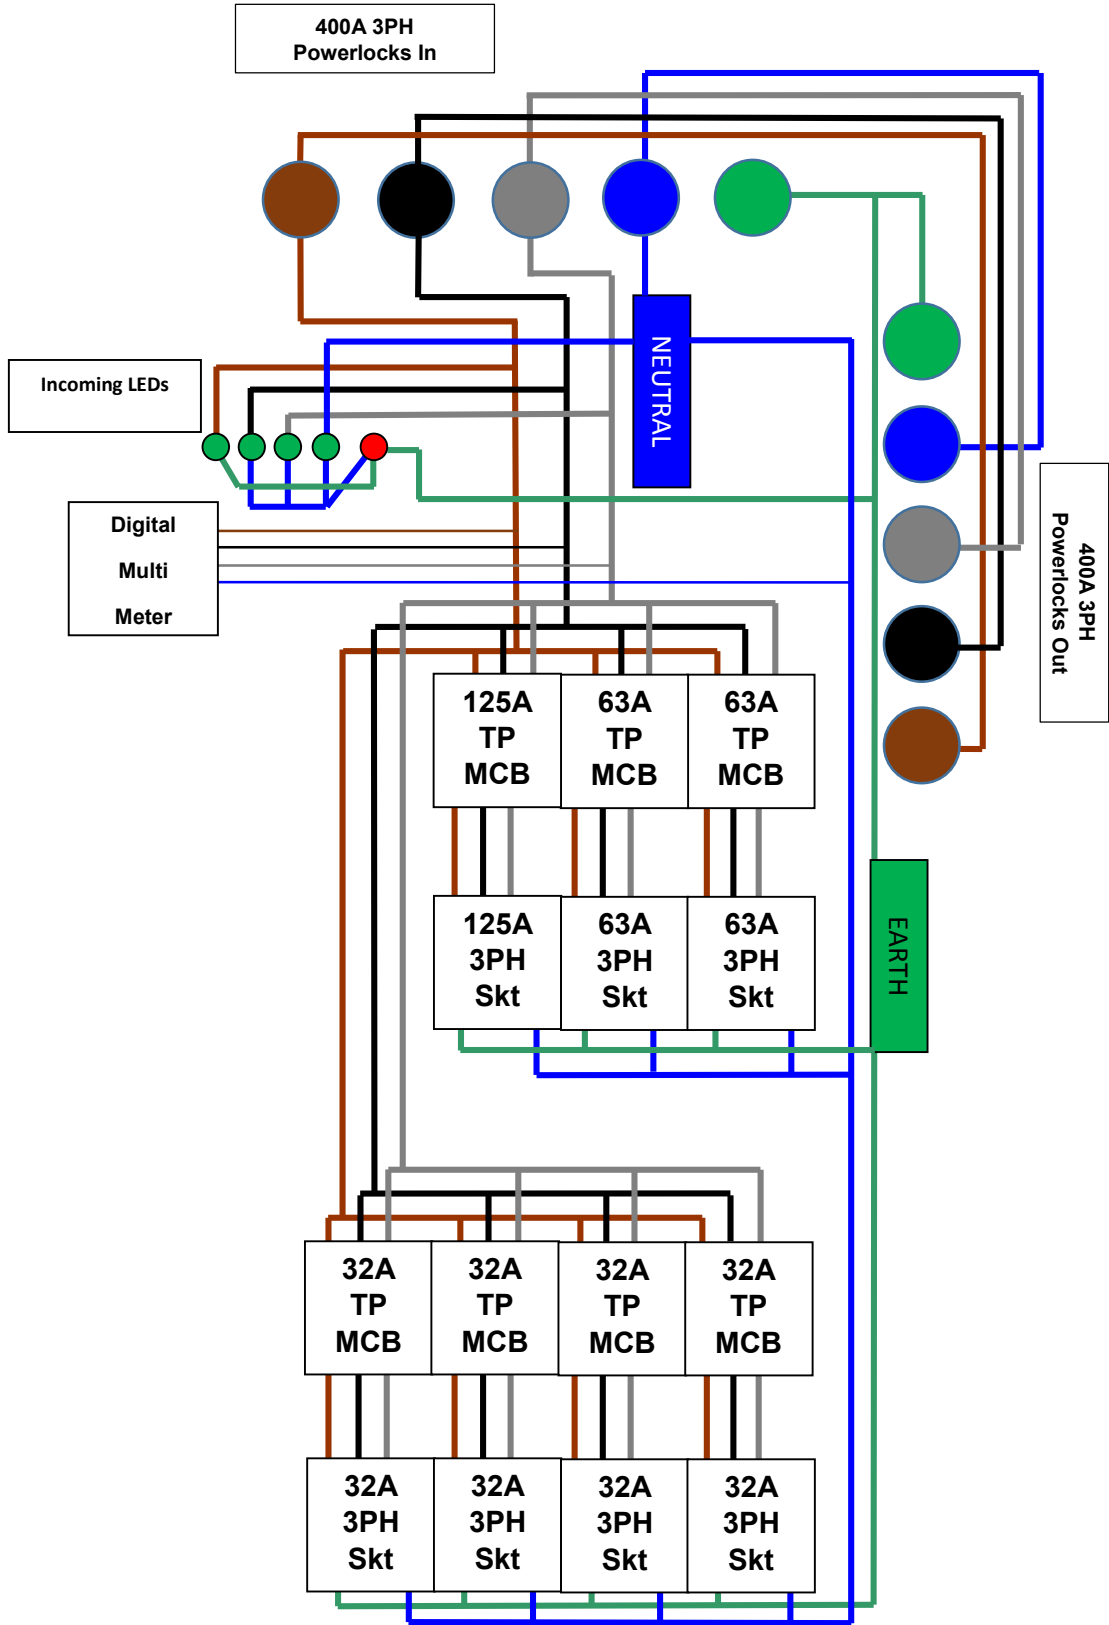 400A 3PH
Powerlocks In
NEUTRAL
Incoming LEDs
Digital
Multi
Meter
400A 3PH
Powerlocks Out
125A
TP
MCB
63A
TP
MCB
63A
TP
MCB
125A
3PH
Skt
63A
3PH
Skt
63A
3PH
Skt
EARTH
32A
TP
MCB
32A
TP
MCB
32A
TP
MCB
32A
TP
MCB
32A
3PH
Skt
32A
3PH
Skt
32A
3PH
Skt
32A
3PH
Skt